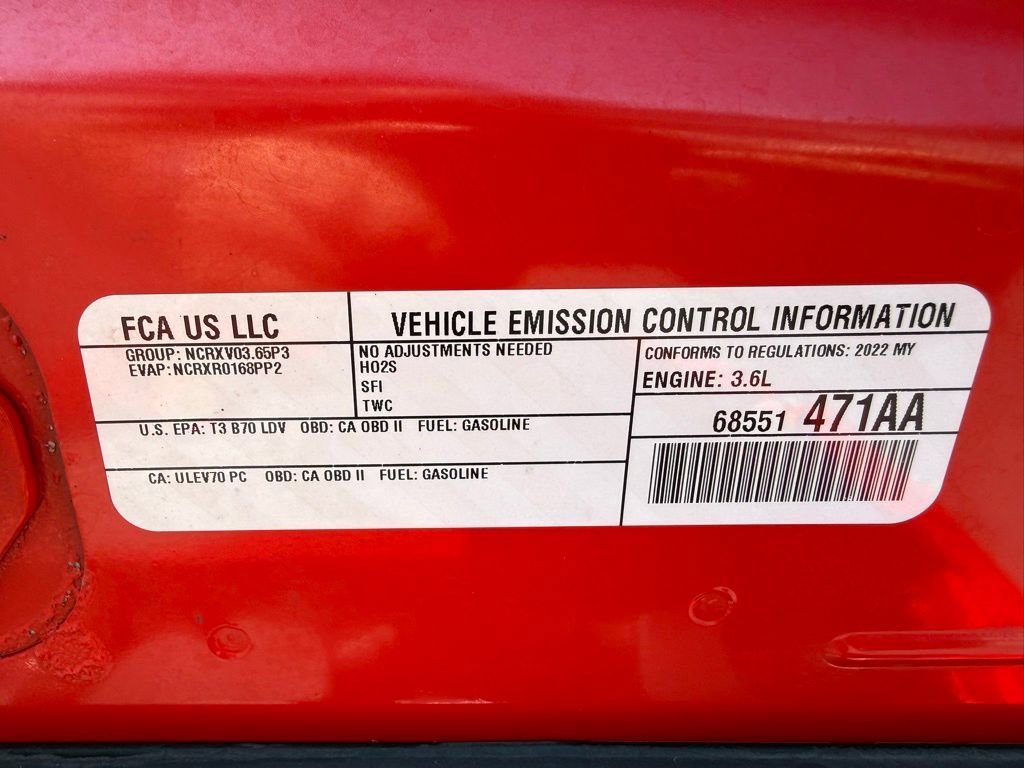 FCA US LLC
VEHICLE EMISSION CONTROL INFORMATION
GROUP: NCRXV03.65P3
EVAP: NCRXR0168PP2
NO ADJUSTMENTS NEEDED
HO2S
SFI
TWC
CONFORMS TO REGULATIONS: 2022 MY
ENGINE: 3.6L
68551 471AA
U.S. EPA: T3 B70 LDV OBD: CA OBD II FUEL: GASOLINE
CA: ULEV70 PC OBD: CA OBD II FUEL: GASOLINE